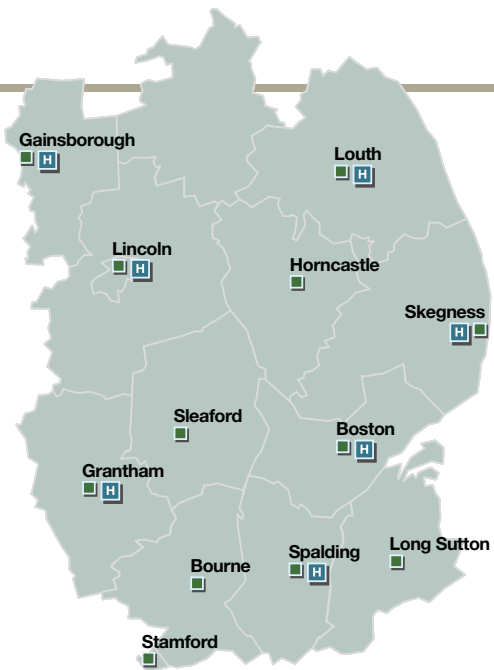 Gainsborough
H
Louth
H
Lincoln
H
Horncastle
Skegness
H
Sleaford
Boston
H
Grantham
H
Bourne
Spalding
H
Long Sutton
Stamford